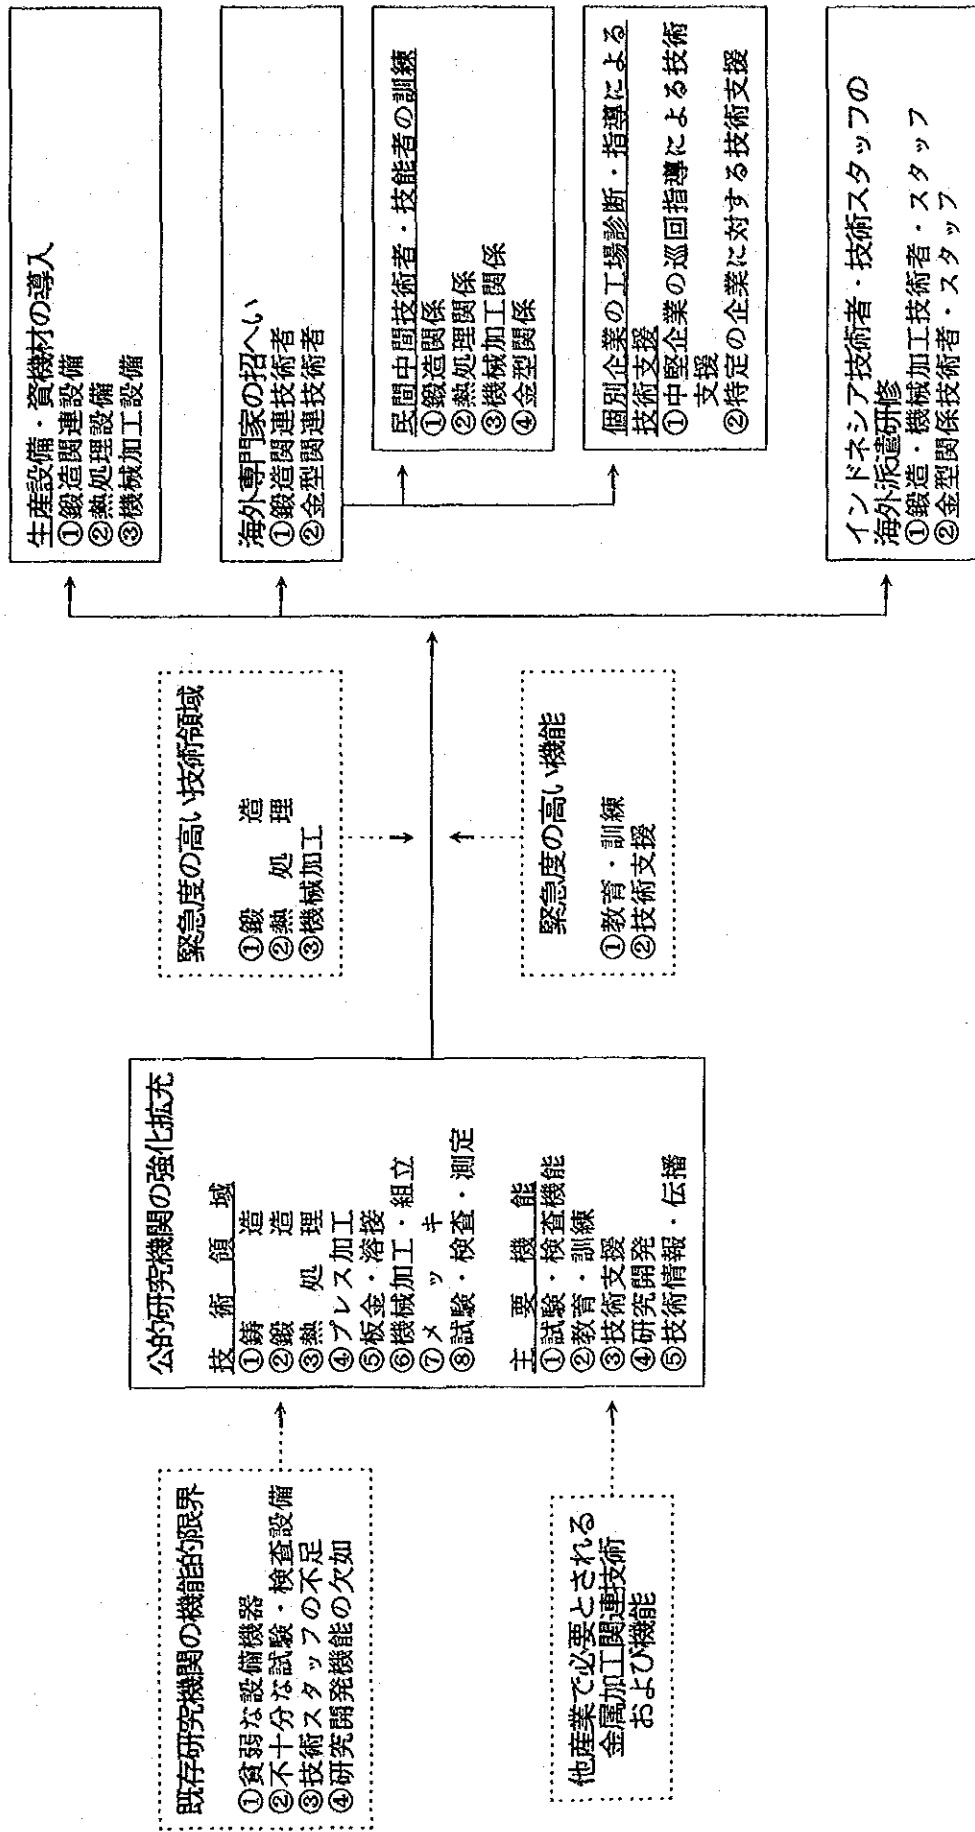 既存研究機関の機能的限界
①貧弱な設備機器
②不十分な試験・検査設備
③技術スタッフの不足
④研究開発機能の欠如
他産業で必要とされる
金属加工関連技術
および機能
公的研究機関の強化拡充
技術領域
①鋳造
②鍛造
③熱処理
④プレス加工
⑤板金・溶接
⑥機械加工・組立
⑦メッキ
⑧試験・検査・測定
主要機能
①試験・検査機能
②教育・訓練
③技術支援
④研究開発
⑤技術情報・伝播
緊急度の高い技術領域
①鍛造
②熱処理
③機械加工
緊急度の高い機能
①教育・訓練
②技術支援
生産設備・資機材の導入
①鍛造関連設備
②熱処理設備
③機械加工設備
海外専門家の招へい
①鍛造関連技術者
②金型関連技術者
民間中間技術者・技能者の訓練
①鍛造関係
②熱処理関係
③機械加工関係
④金型関係
個別企業の工場診断・指導による
技術支援
①中堅企業の巡回指導による技術
支援
②特定の企業に対する技術支援
インドネシア技術者・技術スタッフの
海外派遣研修
①鍛造・機械加工技術者・スタッフ
②金型関係技術者・スタッフ